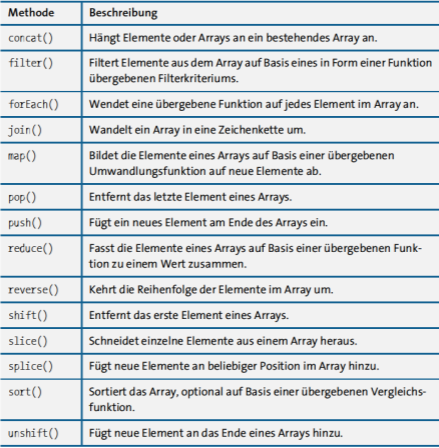 Methode Beschreibung
concat() Hängt Elemente oder Arrays an ein bestehendes Array an.
filter() Filtert Elemente aus dem Array auf Basis eines in Form einer Funktion
übergebenen Filterkriteriums.
forEach() Wendet eine übergebene Funktion auf jedes Element im Array an.
join() Wandelt ein Array in eine Zeichenkette um.
map() Bildet die Elemente eines Arrays auf Basis einer übergebenen
Umwandlungsfunktion auf neue Elemente ab.
pop() Entfernt das letzte Element eines Arrays.
push() Fügt ein neues Element am Ende des Arrays ein.
reduce() Fasst die Elemente eines Arrays auf Basis einer übergebenen Funk-
tion zu einem Wert zusammen.
reverse() Kehrt die Reihenfolge der Elemente im Array um.
shift() Entfernt das erste Element eines Arrays.
slice() Schneidet einzelne Elemente aus einem Array heraus.
splice() Fügt neue Elemente an beliebiger Position im Array hinzu.
sort() Sortiert das Array, optional auf Basis einer übergebenen Vergleichs-
funktion.
unshift() Fügt neue Element an das Ende eines Arrays hinzu.